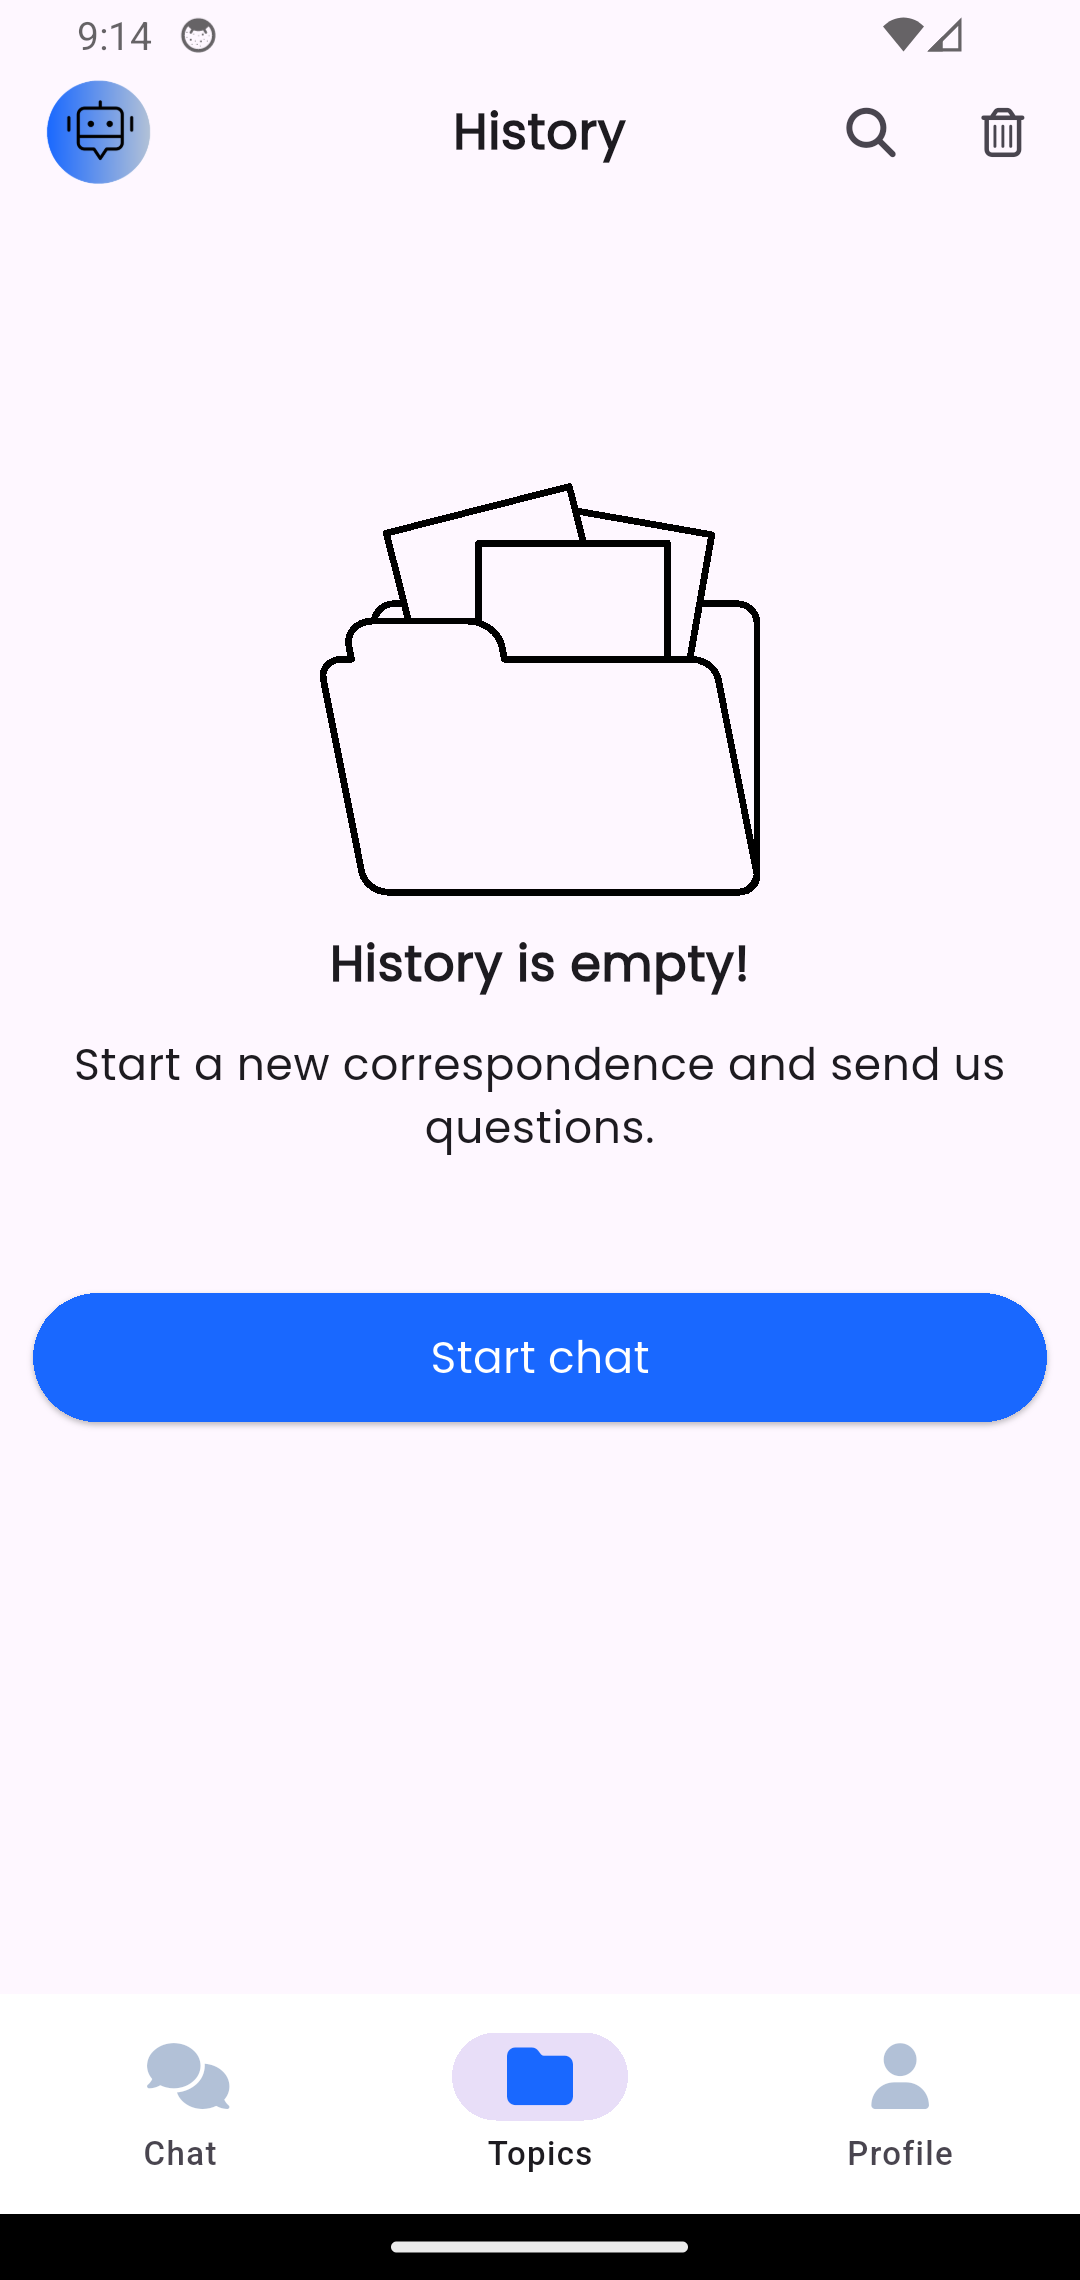 9:14
History
History is empty!
Start a new correspondence and send us
questions.
Start chat
Chat
Topics
Profile